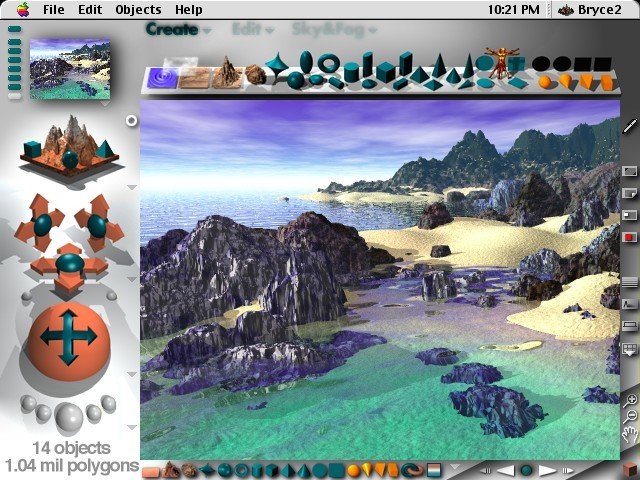 File Edit Objects Help 10:21 PM Bryce2
Create Edit Sky&Fog
14 objects
1.04 mil polygons